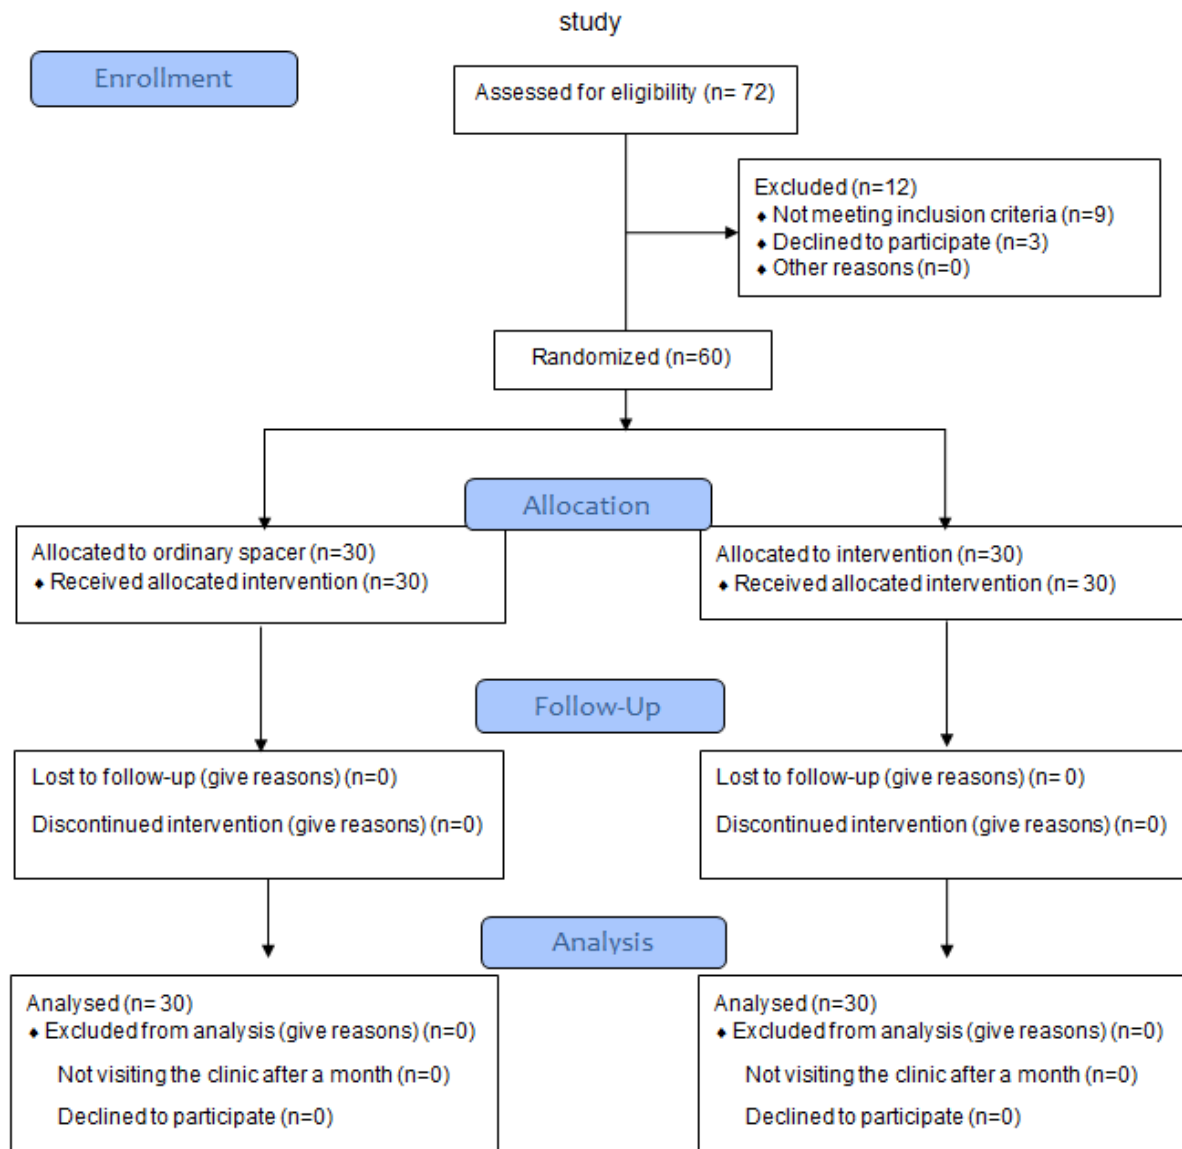 study
Enrollment
Assessed for eligibility (n= 72)
Excluded (n=12)
♦ Not meeting inclusion criteria (n=9)
♦ Declined to participate (n=3)
♦ Other reasons (n=0)
Randomized (n=60)
Allocation
Allocated to ordinary spacer (n=30)
♦ Received allocated intervention (n=30)
Allocated to intervention (n=30)
♦ Received allocated intervention (n= 30)
Follow-Up
Lost to follow-up (give reasons) (n=0)
Discontinued intervention (give reasons) (n=0)
Lost to follow-up (give reasons) (n= 0)
Discontinued intervention (give reasons) (n=0)
Analysis
Analysed (n= 30)
♦ Excluded from analysis (give reasons) (n=0)
Not visiting the clinic after a month (n=0)
Declined to participate (n=0)
Analysed (n=30)
♦ Excluded from analysis (give reasons) (n=0)
Not visiting the clinic after a month (n=0)
Declined to participate (n=0)